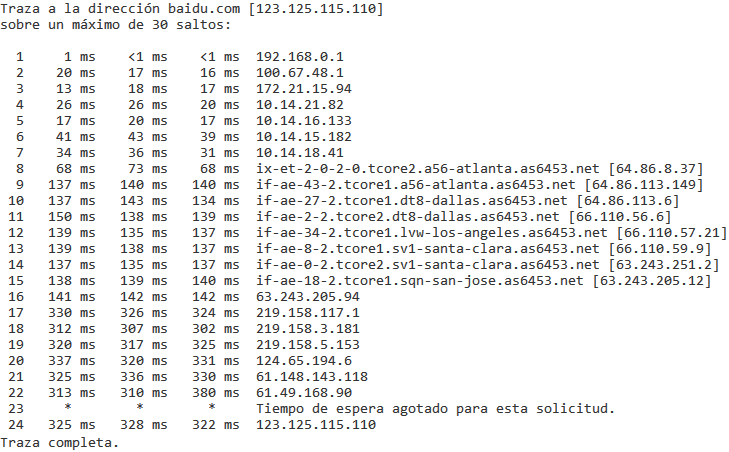 Traza a la dirección baidu.com [123.125.115.110]
sobre un máximo de 30 saltos:
1 1 ms <1 ms <1 ms 192.168.0.1
2 20 ms 17 ms 16 ms 100.67.48.1
3 13 ms 18 ms 17 ms 172.21.15.94
4 26 ms 26 ms 20 ms 10.14.21.82
5 17 ms 20 ms 17 ms 10.14.16.133
6 41 ms 43 ms 39 ms 10.14.15.182
7 34 ms 36 ms 31 ms 10.14.18.41
8 68 ms 73 ms 68 ms ix-et-2-0-2-0.tcore2.a56-atlanta.as6453.net [64.86.8.37]
9 137 ms 140 ms 140 ms if-ae-43-2.tcore1.a56-atlanta.as6453.net [64.86.113.149]
10 137 ms 143 ms 134 ms if-ae-27-2.tcore1.dt8-dallas.as6453.net [64.86.113.6]
11 150 ms 138 ms 139 ms if-ae-2-2.tcore2.dt8-dallas.as6453.net [66.110.56.6]
12 139 ms 135 ms 137 ms if-ae-34-2.tcore1.lvw-los-angeles.as6453.net [66.110.57.21]
13 139 ms 138 ms 137 ms if-ae-8-2.tcore1.sv1-santa-clara.as6453.net [66.110.59.9]
14 137 ms 135 ms 137 ms if-ae-0-2.tcore2.sv1-santa-clara.as6453.net [63.243.251.2]
15 138 ms 139 ms 140 ms if-ae-18-2.tcore1.sqn-san-jose.as6453.net [63.243.205.12]
16 141 ms 142 ms 142 ms 63.243.205.94
17 330 ms 326 ms 324 ms 219.158.117.1
18 312 ms 307 ms 302 ms 219.158.3.181
19 320 ms 317 ms 325 ms 219.158.5.153
20 337 ms 320 ms 331 ms 124.65.194.6
21 325 ms 336 ms 330 ms 61.148.143.118
22 313 ms 310 ms 380 ms 61.49.168.90
23 * * * Tiempo de espera agotado para esta solicitud.
24 325 ms 328 ms 322 ms 123.125.115.110
Traza completa.